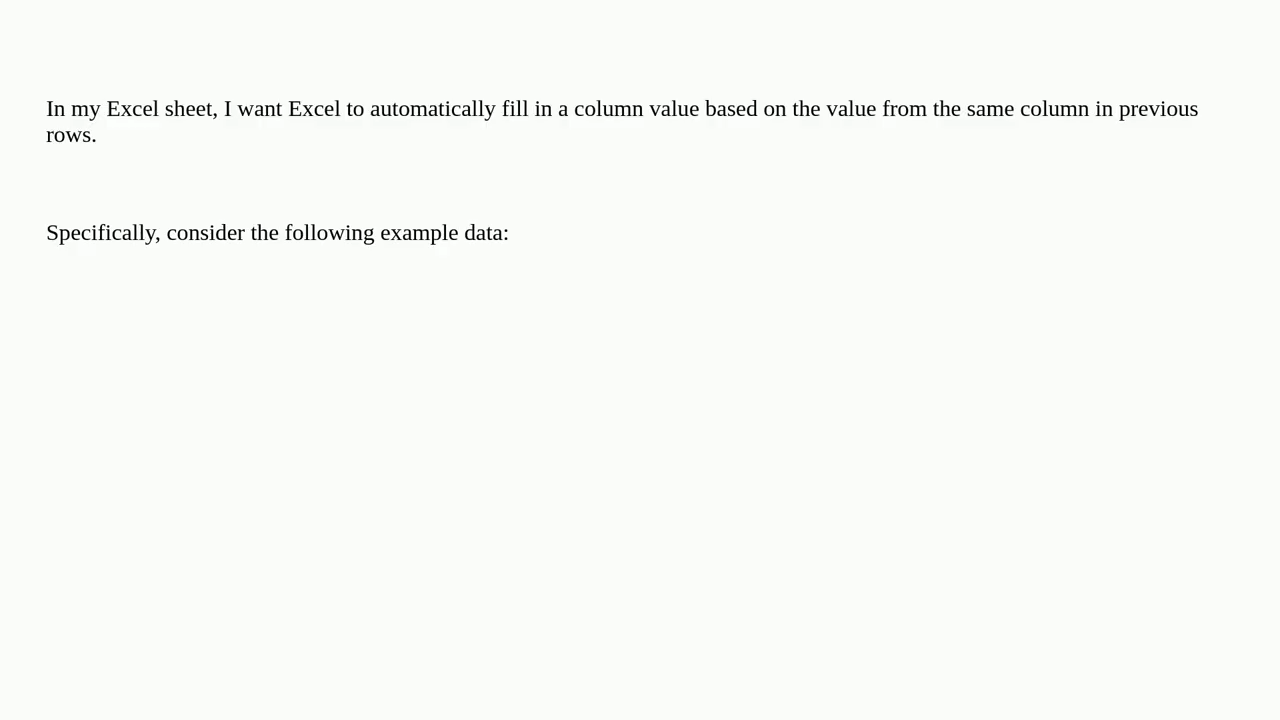 In my Excel sheet, I want Excel to automatically fill in a column value based on the value from the same column in previous
rows.
Specifically, consider the following example data: